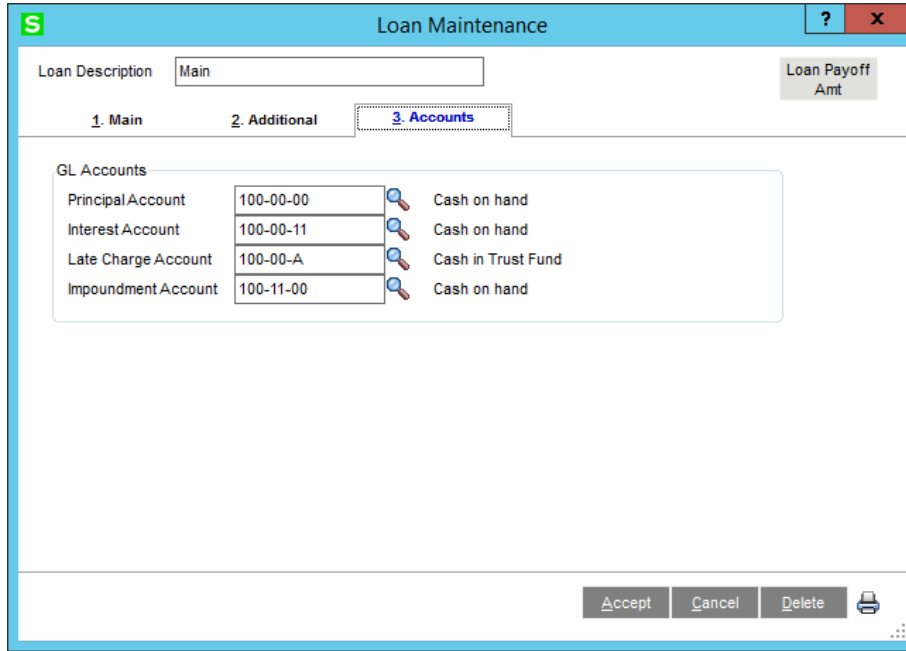 S Loan Maintenance ? x
Loan Description Main Loan Payoff
Amt
1. Main 2. Additional 3. Accounts
GL Accounts
Principal Account 100-00-00 Cash on hand
Interest Account 100-00-11 Cash on hand
Late Charge Account 100-00-A Cash in Trust Fund
Impoundment Account 100-11-00 Cash on hand
Accept Cancel Delete